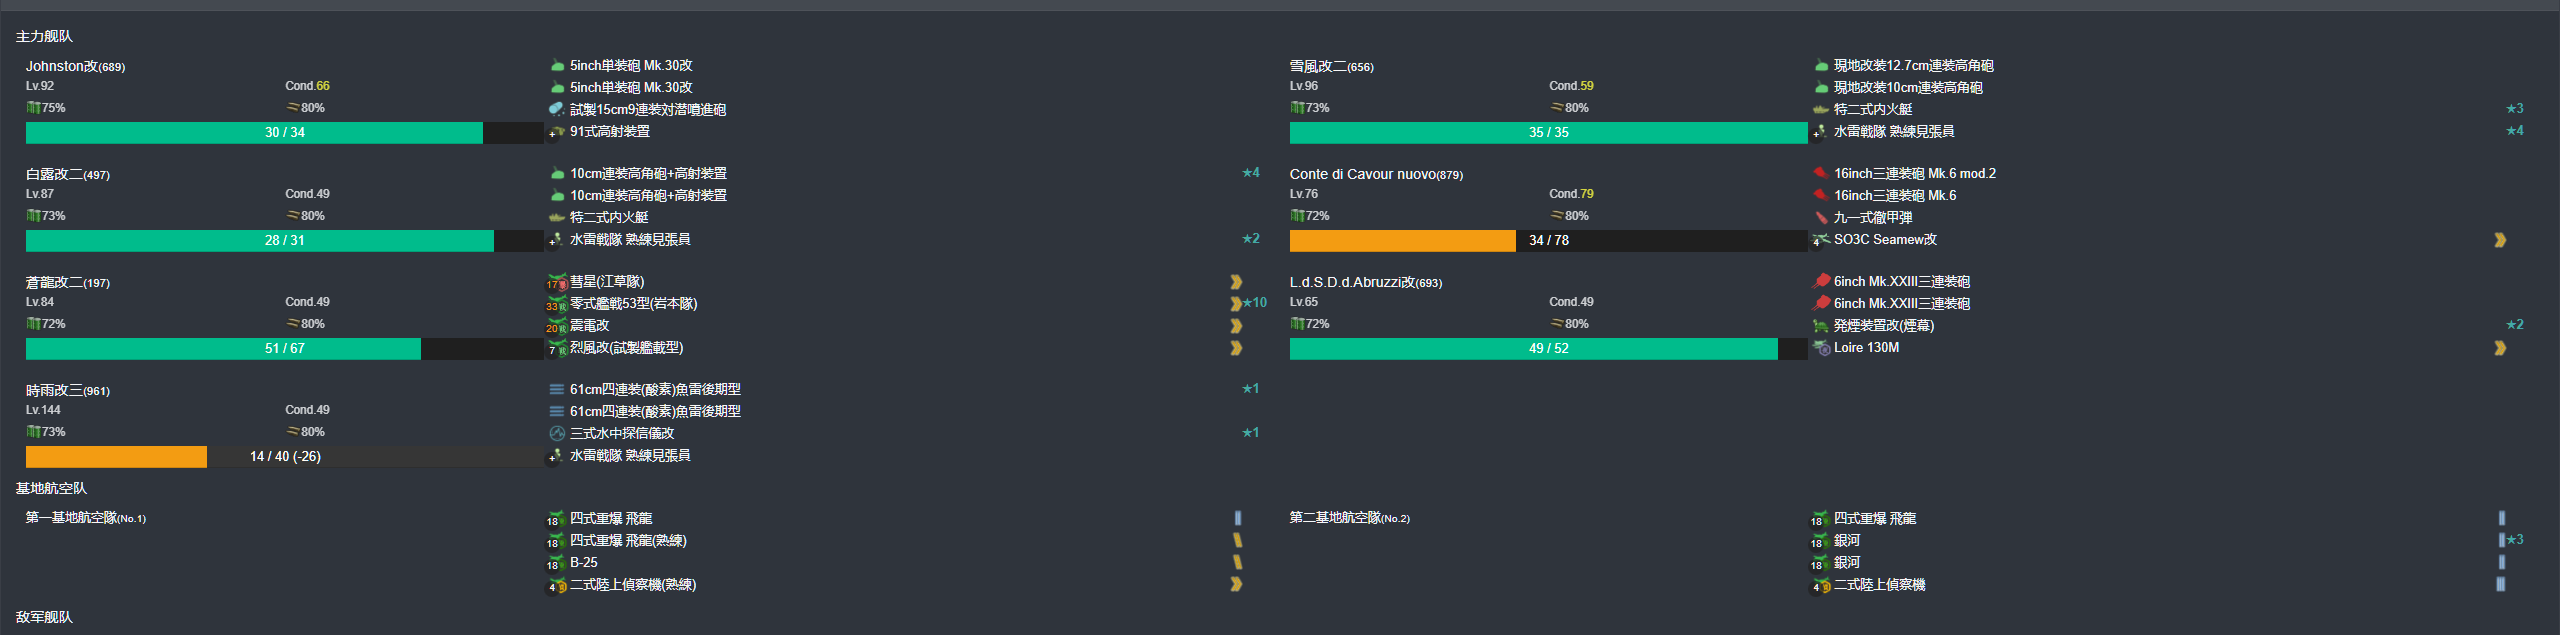 主力舰队
Johnston改(689)
Lv.92 Cond.66
75% 80%
30 / 34
5inch単装砲 Mk.30改
5inch単装砲 Mk.30改
試製15cm9連装対潜噴進砲
+ 91式高射装置
雪風改二(656)
Lv.96 Cond.59
73% 80%
35 / 35
現地改装12.7cm連装高角砲
現地改装10cm連装高角砲
特二式内火艇 ★3
+ 水雷戦隊 熟練見張員 ★4
白露改二(497)
Lv.87 Cond.49
73% 80%
28 / 31
10cm連装高角砲+高射装置 ★4
10cm連装高角砲+高射装置
特二式内火艇
+ 水雷戦隊 熟練見張員 ★2
Conte di Cavour nuovo(879)
Lv.76 Cond.79
72% 80%
34 / 78
16inch三連装砲 Mk.6 mod.2
16inch三連装砲 Mk.6
九一式徹甲弾
4 SO3C Seamew改
蒼龍改二(197)
Lv.84 Cond.49
72% 80%
51 / 67
17 彗星(江草隊)
33 零式艦戦53型(岩本隊) ★10
20 震電改
7 烈風改(試製艦載型)
L.d.S.D.d.Abruzzi改(693)
Lv.65 Cond.49
72% 80%
49 / 52
6inch Mk.XXIII三連装砲
6inch Mk.XXIII三連装砲
発煙装置改(煙幕) ★2
Loire 130M
時雨改三(961)
Lv.144 Cond.49
73% 80%
14 / 40 (-26)
61cm四連装(酸素)魚雷後期型 ★1
61cm四連装(酸素)魚雷後期型
三式水中探信儀改 ★1
+ 水雷戦隊 熟練見張員
基地航空队
第一基地航空隊(No.1)
18 四式重爆 飛龍
18 四式重爆 飛龍(熟練)
18 B-25
4 二式陸上偵察機(熟練)
第二基地航空隊(No.2)
18 四式重爆 飛龍
18 銀河 ★3
18 銀河
4 二式陸上偵察機
敌军舰队